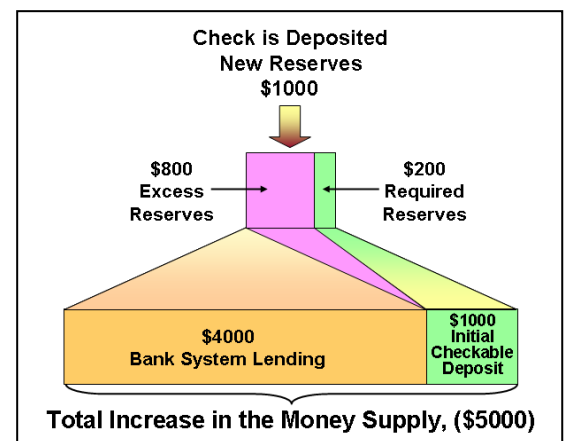 Check is Deposited
New Reserves
$1000
$800
Excess
Reserves
$200
Required
Reserves
$4000
Bank System Lending
$1000
Initial
Checkable
Deposit
Total Increase in the Money Supply, ($5000)